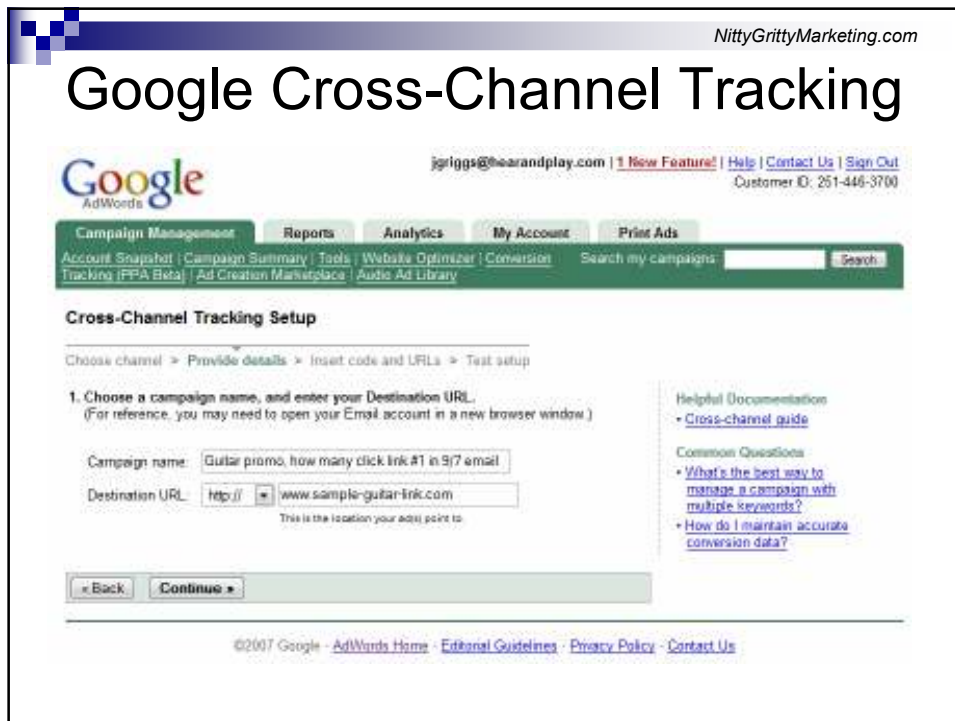 NittyGrittyMarketing.com
Google Cross-Channel Tracking
Google
AdWords
jgriggs@hearandplay.com | 1 New Feature! | Help | Contact Us | Sign Out
Customer ID: 251-446-3700
Campaign Management Reports Analytics My Account Print Ads
Account Snapshot | Campaign Summary | Tools | Website Optimizer | Conversion
Tracking (PPA Beta) | Ad Creation Marketplace | Audio Ad Library
Search my campaigns Search
Cross-Channel Tracking Setup
Choose channel > Provide details > Insert code and URLs > Test setup
1. Choose a campaign name, and enter your Destination URL.
(For reference, you may need to open your Email account in a new browser window.)
Campaign name: Guitar promo, how many click link #1 in 9/7 email
Destination URL: http:// www.sample-guitar-link.com
This is the location your ad(s) point to.
Helpful Documentation
• Cross-channel guide
Common Questions
• What's the best way to
manage a campaign with
multiple keywords?
• How do I maintain accurate
conversion data?
« Back Continue »
©2007 Google - AdWords Home - Editorial Guidelines - Privacy Policy - Contact Us